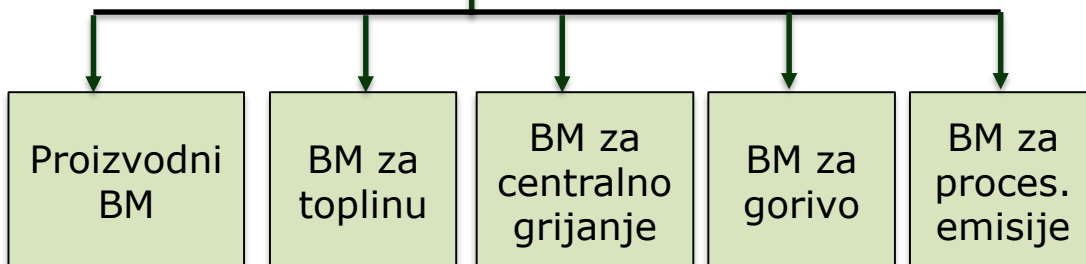 Proizvodni
BM
BM za
toplinu
BM za
centralno
grijanje
BM za
gorivo
BM za
proces.
emisije